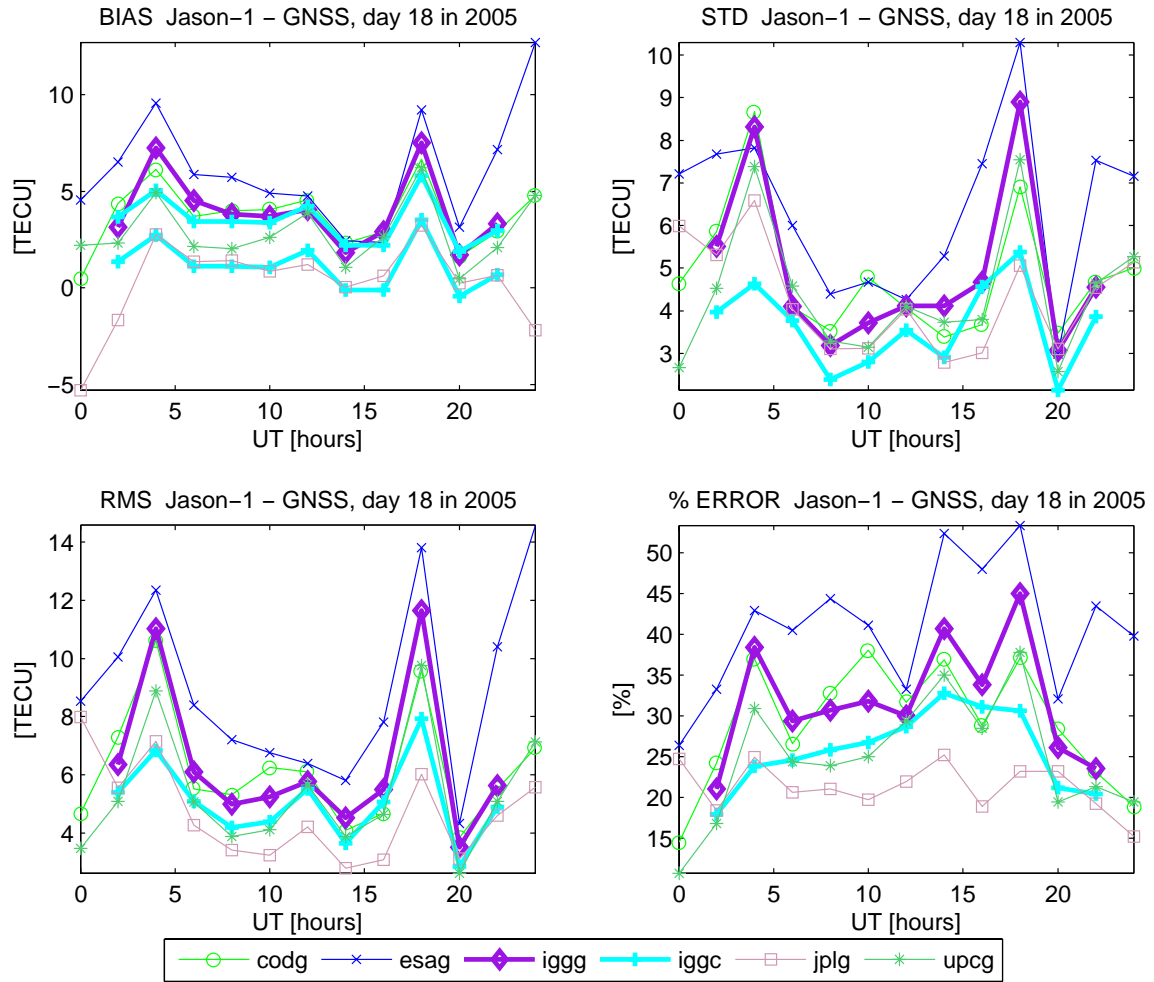 BIAS Jason−1 − GNSS, day 18 in 2005
[TECU]
10
5
0
−5
0 5 10 15 20
UT [hours]
STD Jason−1 − GNSS, day 18 in 2005
[TECU]
10
9
8
7
6
5
4
3
0 5 10 15 20
UT [hours]
RMS Jason−1 − GNSS, day 18 in 2005
[TECU]
14
12
10
8
6
4
0 5 10 15 20
UT [hours]
% ERROR Jason−1 − GNSS, day 18 in 2005
[%]
50
45
40
35
30
25
20
15
0 5 10 15 20
UT [hours]
codg esag iggg iggc jplg upcg